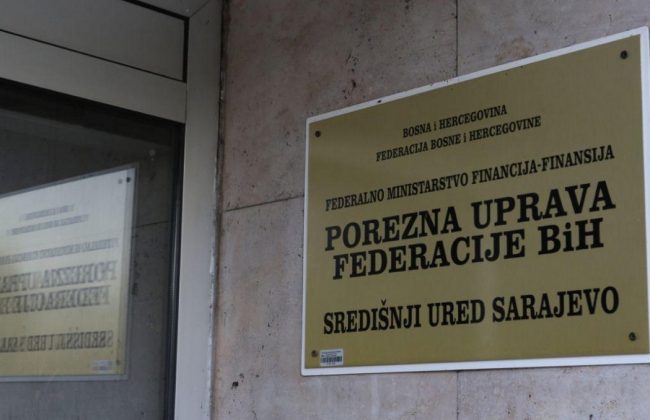 BOSNA i HERCEGOVINA
FEDERACIJA BOSNE i HERCEGOVINE
FEDERALNO MINISTARSTVO FINANCIJA-FINANSIJA
POREZNA UPRAVA
FEDERACIJE BiH
SREDIŠNJI URED SARAJEVO